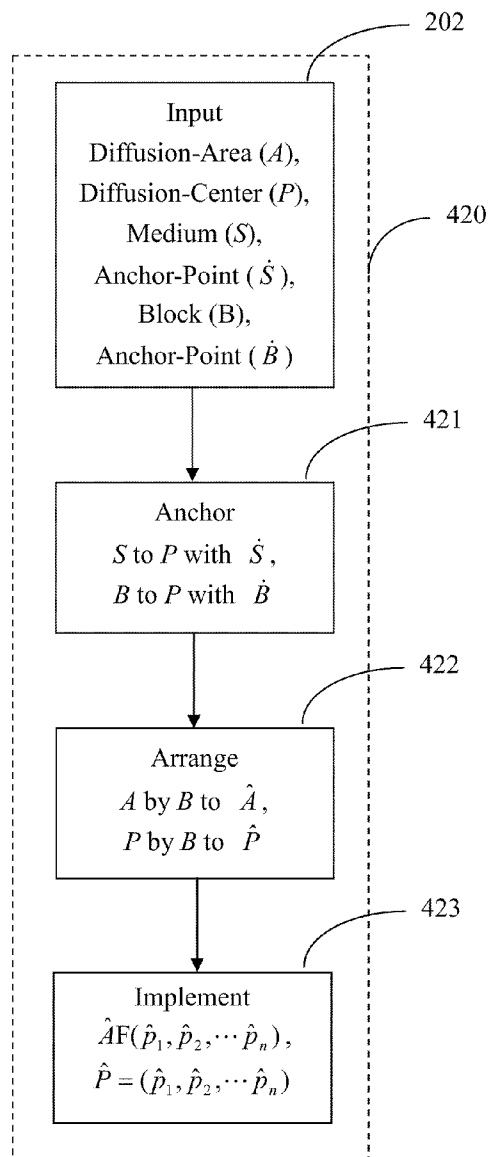 202
Input
Diffusion-Area (A),
Diffusion-Center (P),
Medium (S),
Anchor-Point ( Ṡ ),
Block (B),
Anchor-Point ( Ḃ )
420
421
Anchor
S to P with Ṡ ,
B to P with Ḃ
422
Arrange
A by B to Â ,
P by B to P̂
423
Implement
ÂF(p̂₁, p̂₂, ⋯ p̂ₙ) ,
P̂ = (p̂₁, p̂₂, ⋯ p̂ₙ)